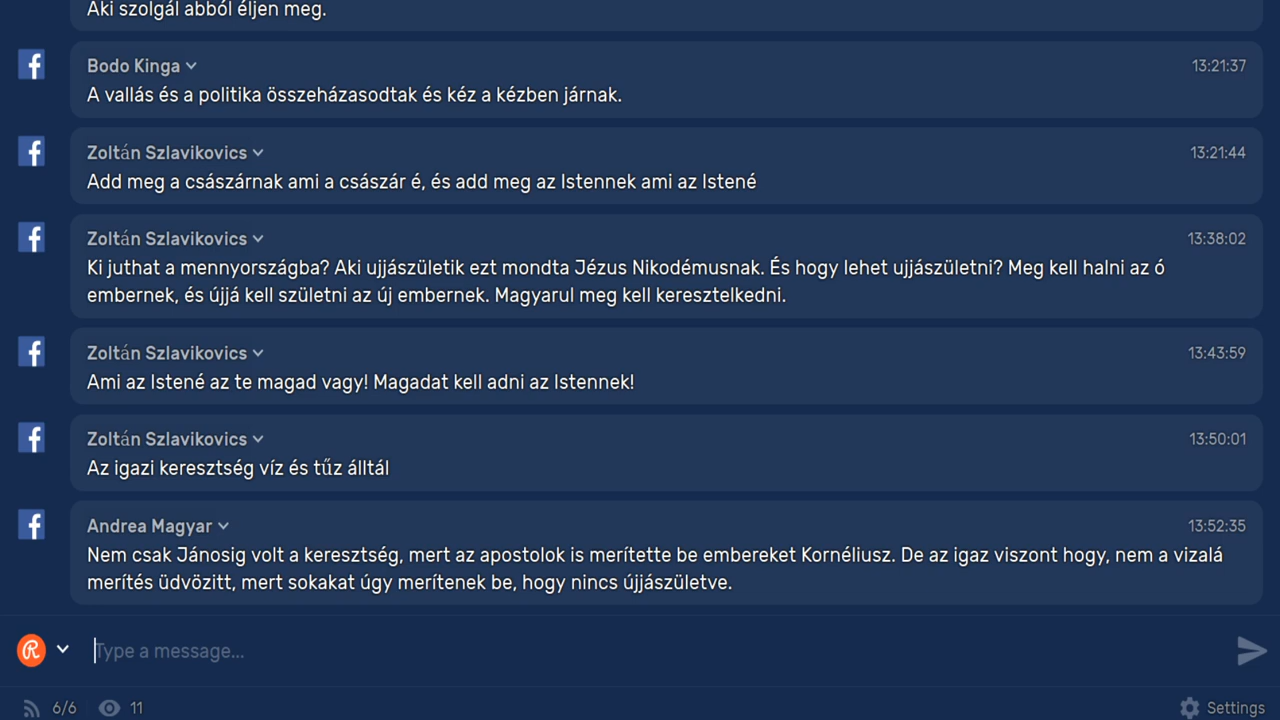 Aki szolgál abból éljen meg.
Bodo Kinga
13:21:37
A vallás és a politika összeházasodtak és kéz a kézben járnak.
Zoltán Szlavikovics
13:21:44
Add meg a császárnak ami a császár é, és add meg az Istennek ami az Istené
Zoltán Szlavikovics
13:38:02
Ki juthat a mennyországba? Aki ujjászületik ezt mondta Jézus Nikodémusnak. És hogy lehet ujjászületni? Meg kell halni az ó
embernek, és újjá kell születni az új embernek. Magyarul meg kell keresztelkedni.
Zoltán Szlavikovics
13:43:59
Ami az Istené az te magad vagy! Magadat kell adni az Istennek!
Zoltán Szlavikovics
13:50:01
Az igazi keresztség víz és tűz álltál
Andrea Magyar
13:52:35
Nem csak Jánosig volt a keresztség, mert az apostolok is merítette be embereket Kornéliusz. De az igaz viszont hogy, nem a vizalá
merítés üdvözitt, mert sokakat úgy merítenek be, hogy nincs újjászületve.
Type a message...
6/6
11
Settings